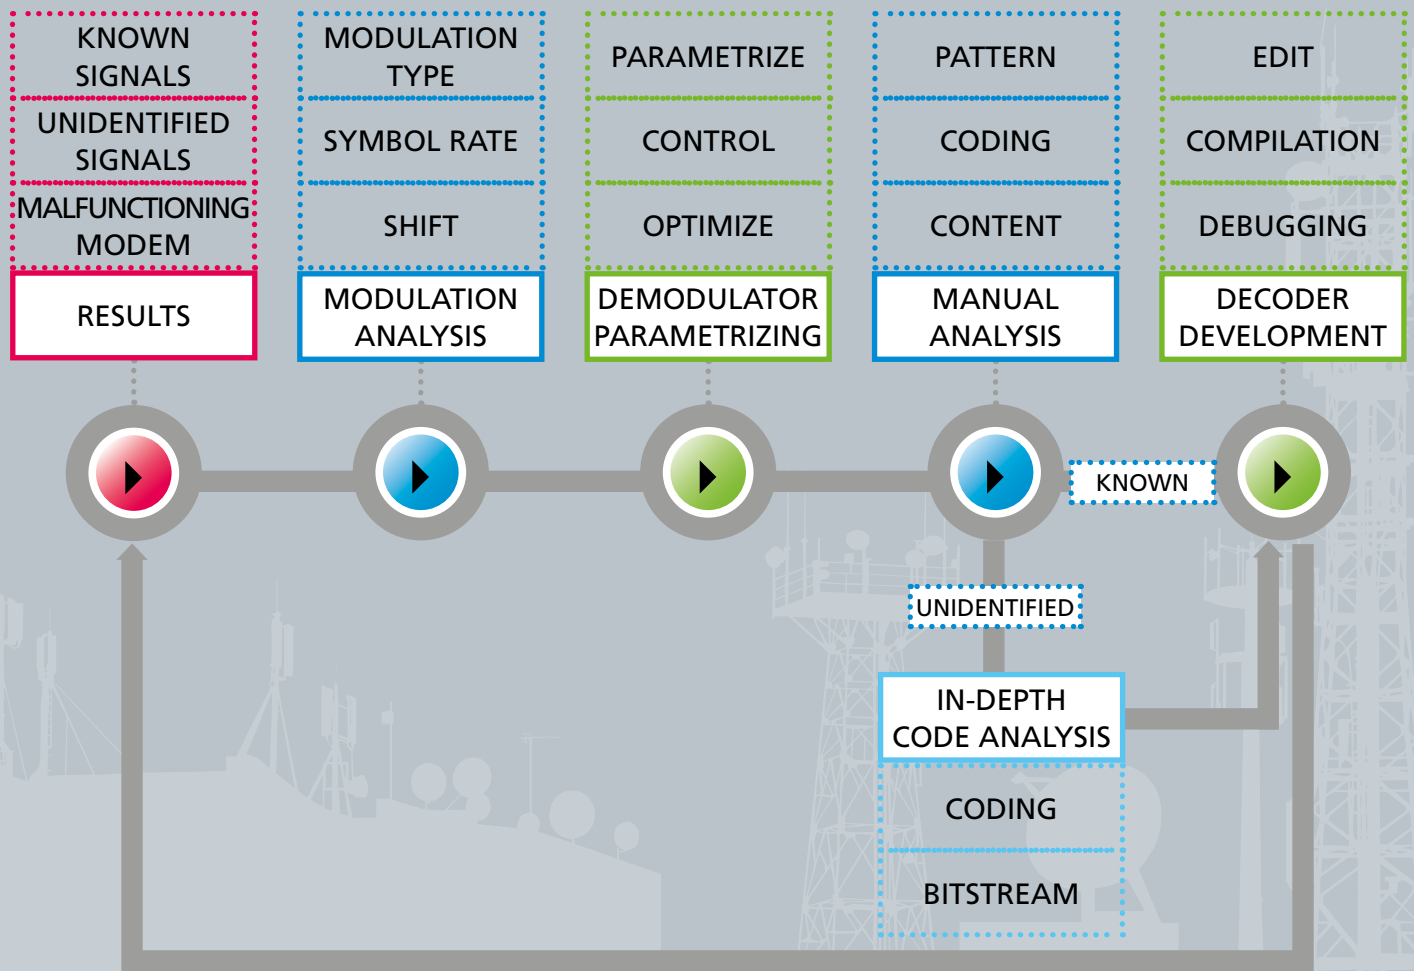 KNOWN
SIGNALS
UNIDENTIFIED
SIGNALS
MALFUNCTIONING
MODEM
RESULTS
MODULATION
TYPE
SYMBOL RATE
SHIFT
MODULATION
ANALYSIS
PARAMETRIZE
CONTROL
OPTIMIZE
DEMODULATOR
PARAMETRIZING
PATTERN
CODING
CONTENT
MANUAL
ANALYSIS
EDIT
COMPILATION
DEBUGGING
DECODER
DEVELOPMENT
KNOWN
UNIDENTIFIED
IN-DEPTH
CODE ANALYSIS
CODING
BITSTREAM